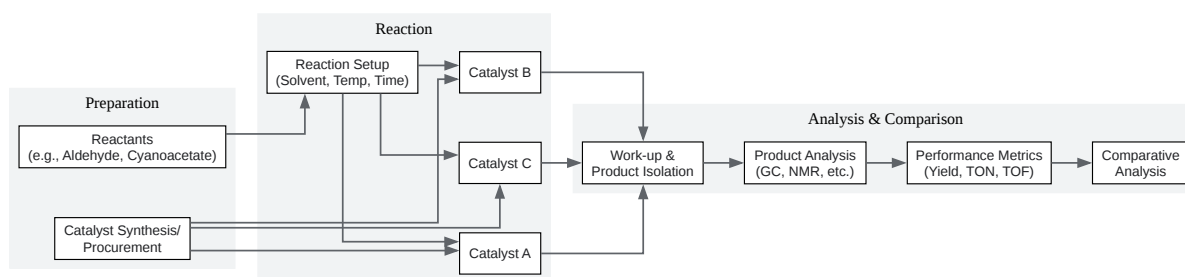 Preparation
Reactants
(e.g., Aldehyde, Cyanoacetate)
Catalyst Synthesis/
Procurement
Reaction
Reaction Setup
(Solvent, Temp, Time)
Catalyst B
Catalyst C
Catalyst A
Analysis & Comparison
Work-up &
Product Isolation
Product Analysis
(GC, NMR, etc.)
Performance Metrics
(Yield, TON, TOF)
Comparative
Analysis